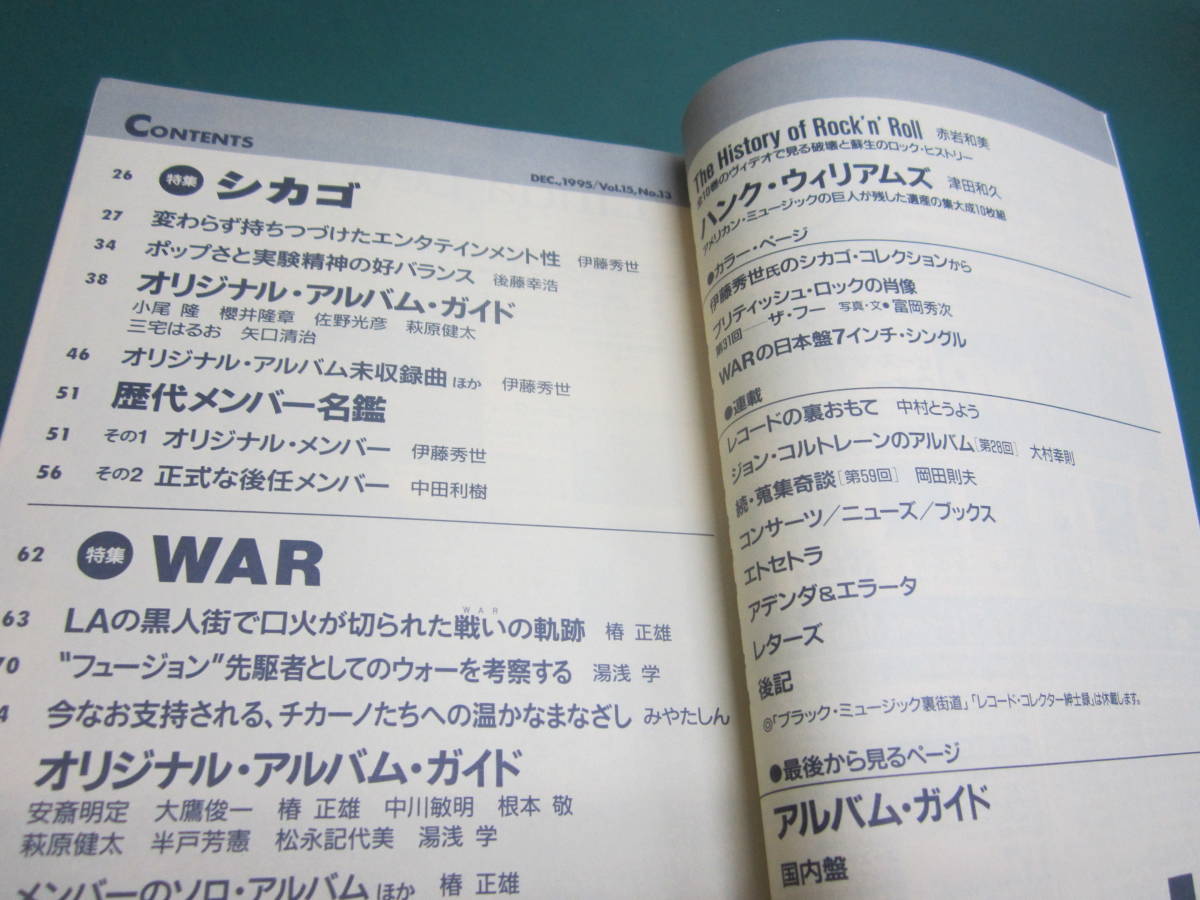 CONTENTS
DEC., 1995/Vol.15, No.13
26 特集 シカゴ
27 変わらず持ちつづけたエンタテインメント性 伊藤秀世
34 ポップさと実験精神の好バランス 後藤幸浩
38 オリジナル・アルバム・ガイド
小尾 隆 櫻井隆章 佐野光彦 萩原健太
三宅はるお 矢口清治
46 オリジナル・アルバム未収録曲ほか 伊藤秀世
51 歴代メンバー名鑑
51 その1 オリジナル・メンバー 伊藤秀世
56 その2 正式な後任メンバー 中田利樹
62 特集 WAR
WAR
63 LAの黒人街で口火が切られた戦いの軌跡 椿 正雄
70 “フュージョン”先駆者としてのウォーを考察する 湯浅 学
4 今なお支持される、チカーノたちへの温かなまなざし みやたしん
オリジナル・アルバム・ガイド
安斎明定 大鷹俊一 椿 正雄 中川敏明 根本 敬
萩原健太 半戸芳憲 松永記代美 湯浅 学
メンバーのソロ・アルバムほか 椿 正雄
The History of Rock'n' Roll 赤岩和美
全10巻のヴィデオで見る破壊と蘇生のロック・ヒストリー
ハンク・ウィリアムズ 津田和久
アメリカン・ミュージックの巨人が残した遺産の集大成10枚組
●カラー・ページ
伊藤秀世氏のシカゴ・コレクションから
ブリティッシュ・ロックの肖像
第31回――ザ・フー 写真・文●富岡秀次
WARの日本盤7インチ・シングル
●連載
レコードの裏おもて 中村とうよう
ジョン・コルトレーンのアルバム[第28回] 大村幸則
続・蒐集奇談[第59回] 岡田則夫
コンサーツ/ニューズ/ブックス
エトセトラ
アデンダ&エラータ
レターズ
後記
◎「ブラック・ミュージック裏街道」「レコード・コレクター紳士録」は休載します。
●最後から見るページ
アルバム・ガイド
国内盤